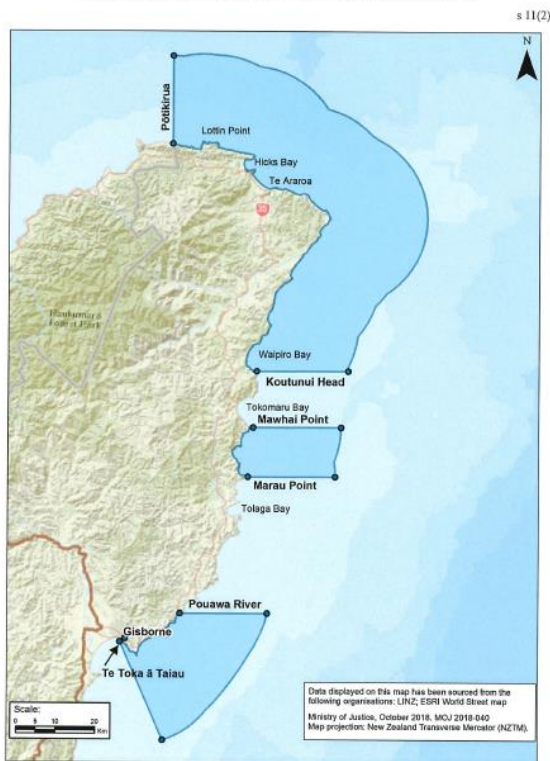 s 11(2)
N
Pōtikirua
Lottin Point
Hicks Bay
Te Araroa
35
Raukumara
Forest Park
Waipiro Bay
Koutunui Head
Tokomaru Bay
Mawhai Point
Marau Point
Tolaga Bay
Pouawa River
Gisborne
Te Toka ā Taiau
Scale:
0 5 10 20
Km
Data displayed on this map has been sourced from the
following organisations: LINZ; ESRI World Street map
Ministry of Justice, October 2018. MOJ 2018-040
Map projection: New Zealand Transverse Mercator (NZTM).